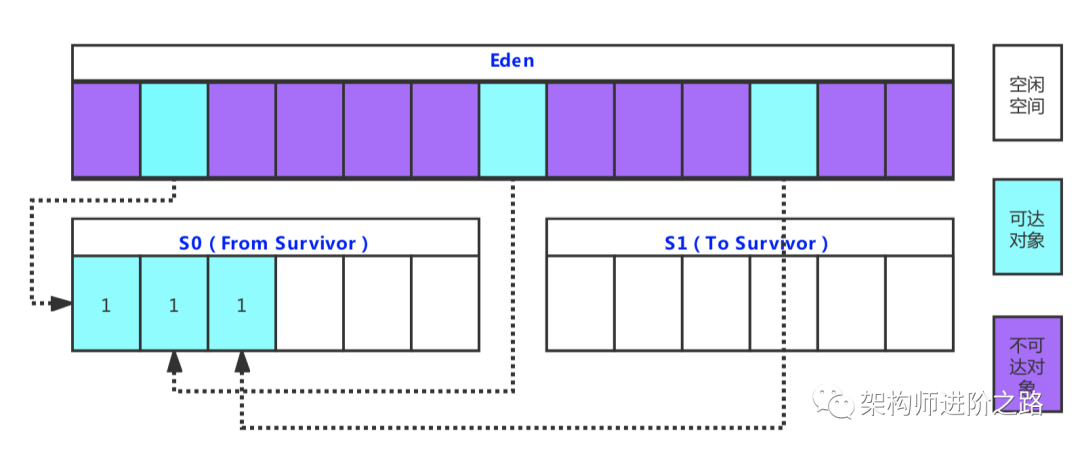 Eden
空闲
空间
S0 ( From Survivor )
S1 ( To Survivor )
可达
对象
1 1 1
不可
达对
象
架构师进阶之路